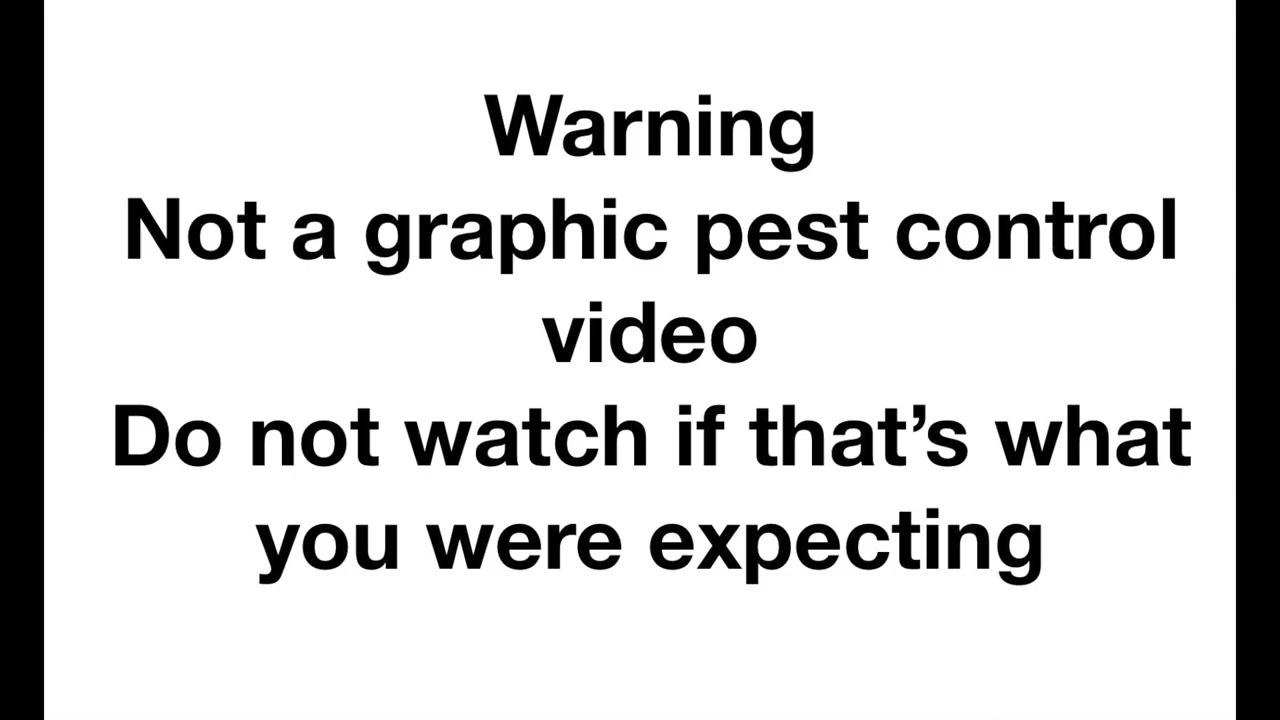 Warning
Not a graphic pest control
video
Do not watch if that’s what
you were expecting